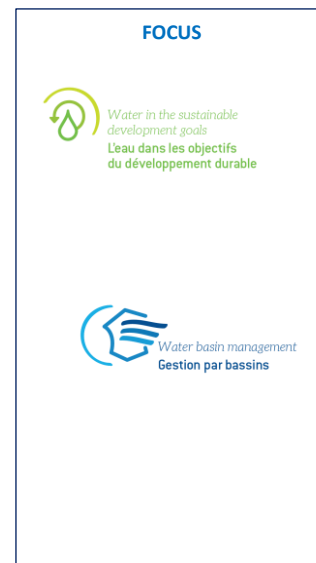 FOCUS
Water in the sustainable
development goals
L'eau dans les objectifs
du développement durable
Water basin management
Gestion par bassins